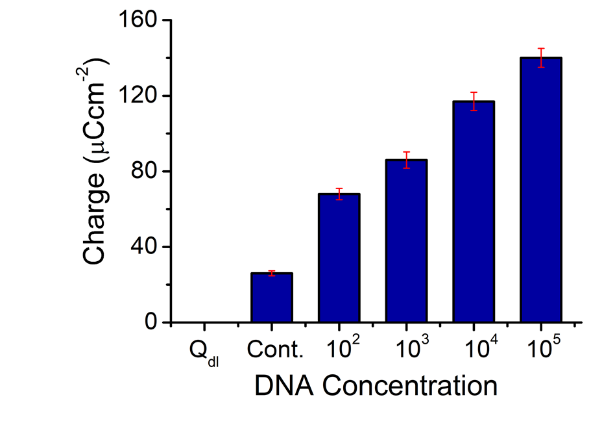 160
120
80
40
0
Charge (μCcm⁻²)
Q_dl Cont. 10² 10³ 10⁴ 10⁵
DNA Concentration